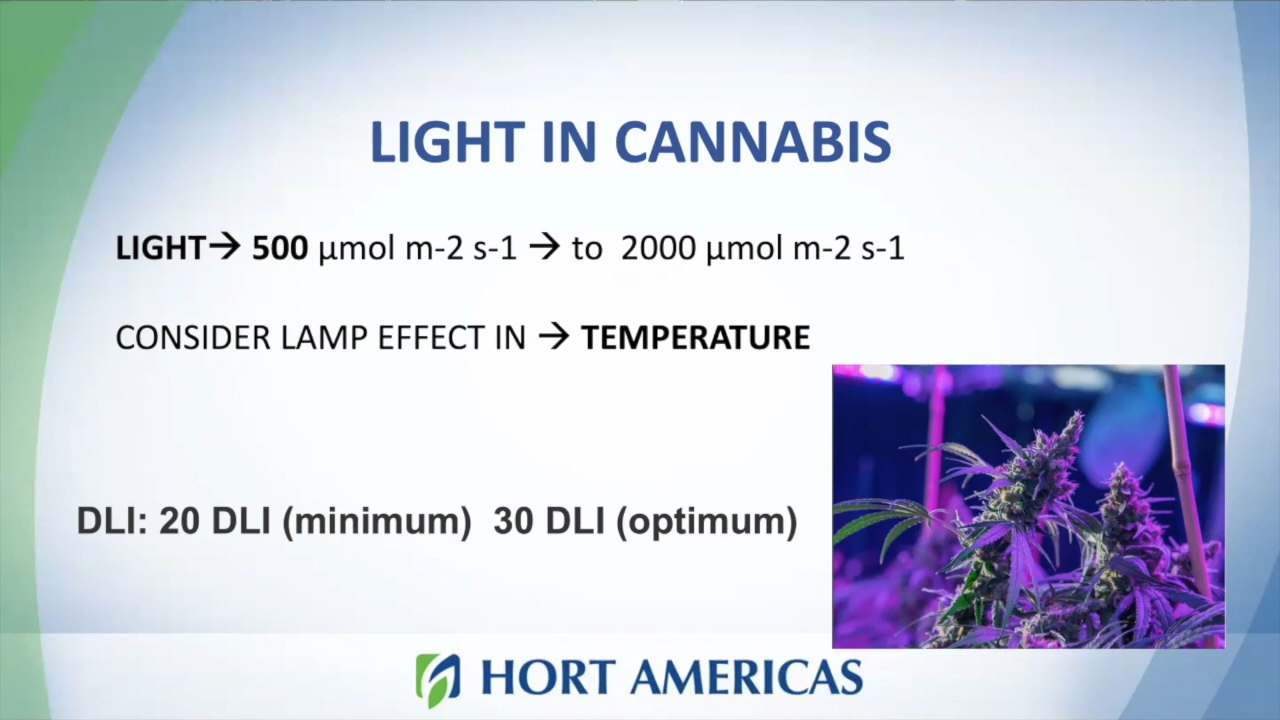 LIGHT IN CANNABIS
LIGHT→ 500 µmol m-2 s-1 → to 2000 µmol m-2 s-1
CONSIDER LAMP EFFECT IN → TEMPERATURE
DLI: 20 DLI (minimum) 30 DLI (optimum)
HORT AMERICAS